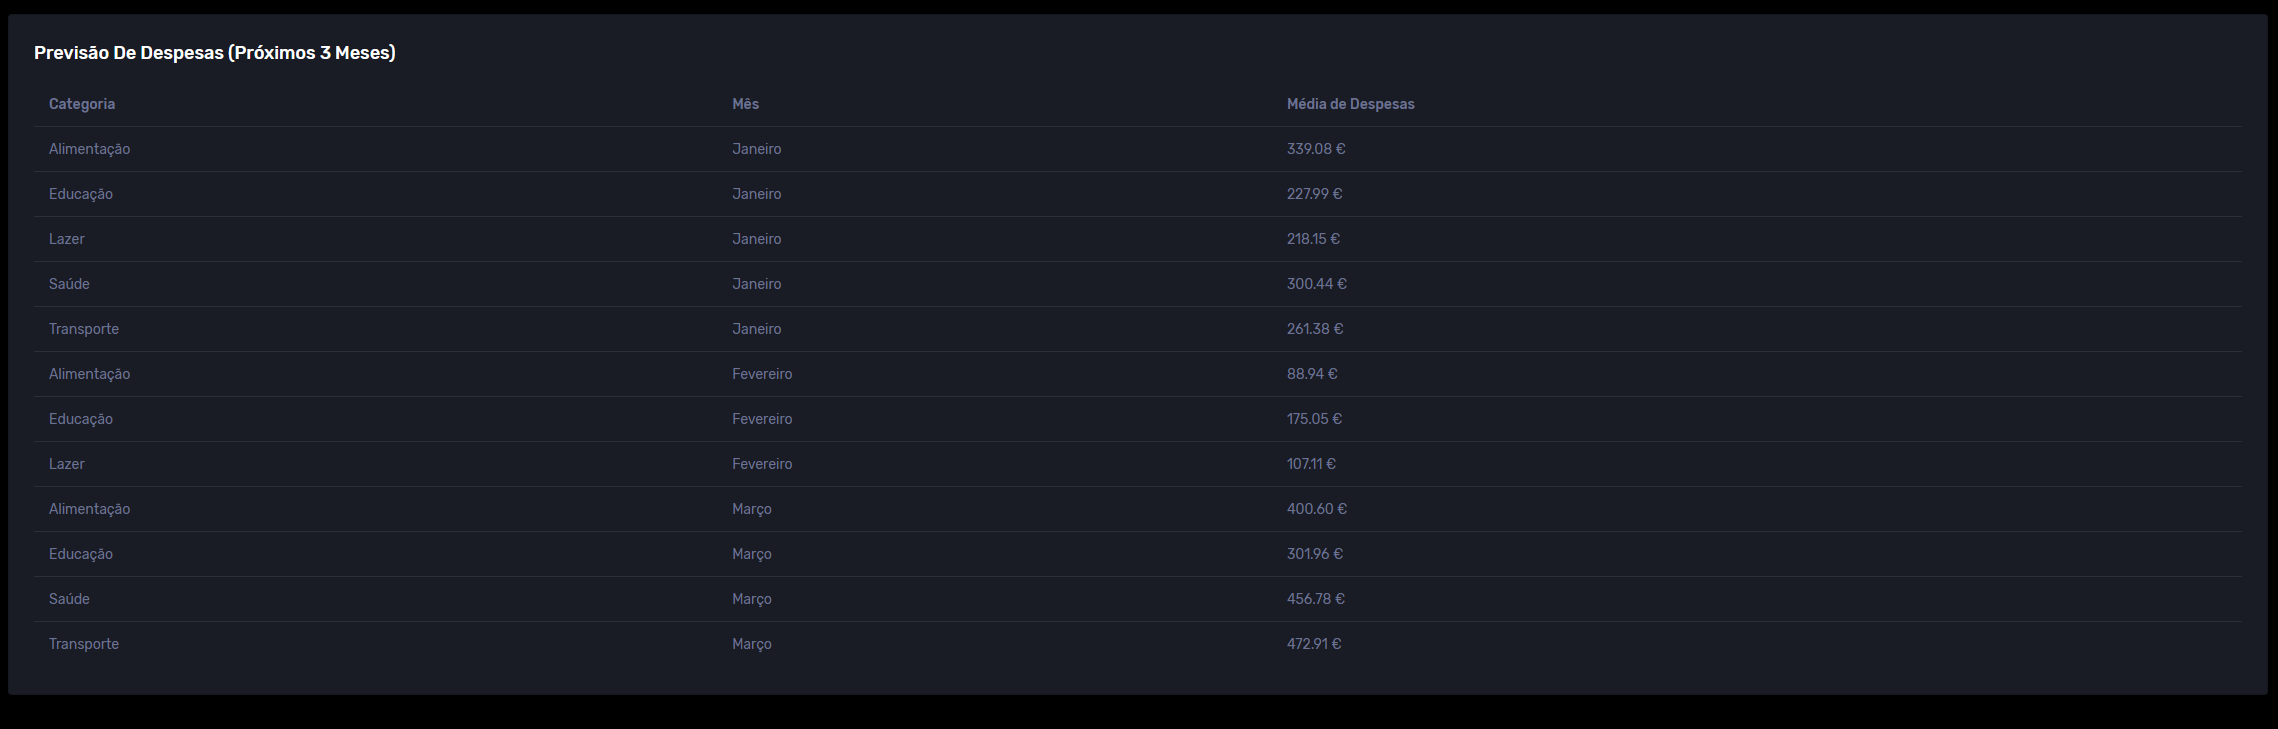 Previsão De Despesas (Próximos 3 Meses)
Categoria Mês Média de Despesas
Alimentação Janeiro 339.08 €
Educação Janeiro 227.99 €
Lazer Janeiro 218.15 €
Saúde Janeiro 300.44 €
Transporte Janeiro 261.38 €
Alimentação Fevereiro 88.94 €
Educação Fevereiro 175.05 €
Lazer Fevereiro 107.11 €
Alimentação Março 400.60 €
Educação Março 301.96 €
Saúde Março 456.78 €
Transporte Março 472.91 €